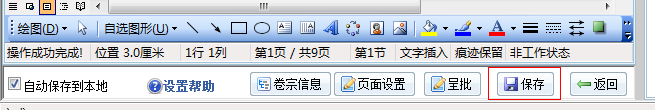 绘图(D) 自选图形(U) A
操作成功完成! 位置 3.0厘米 1行 1列 第1页 / 共9页 第1节 文字插入 痕迹保留 非工作状态
自动保存到本地 设置帮助 卷宗信息 页面设置 呈批 保存 返回